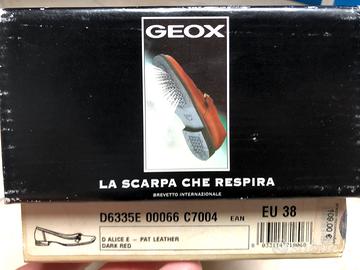 GEOX
LA SCARPA CHE RESPIRA
BREVETTO INTERNAZIONALE
D6335E 00066 C7004 EAN EU 38
D ALICE E - PAT LEATHER
DARK RED